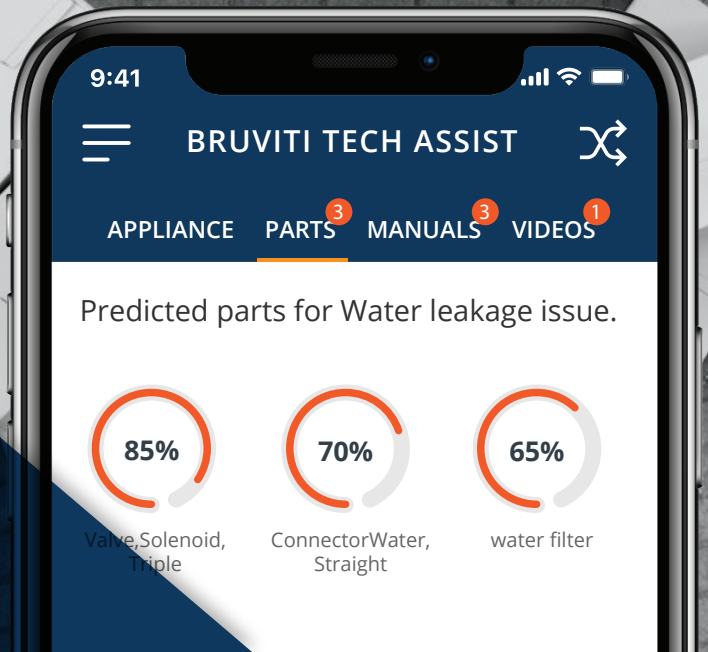 9:41
BRUVITI TECH ASSIST
APPLIANCE PARTS 3 MANUALS 3 VIDEOS 1
Predicted parts for Water leakage issue.
85% 70% 65%
Valve,Solenoid, ConnectorWater, water filter
Triple Straight